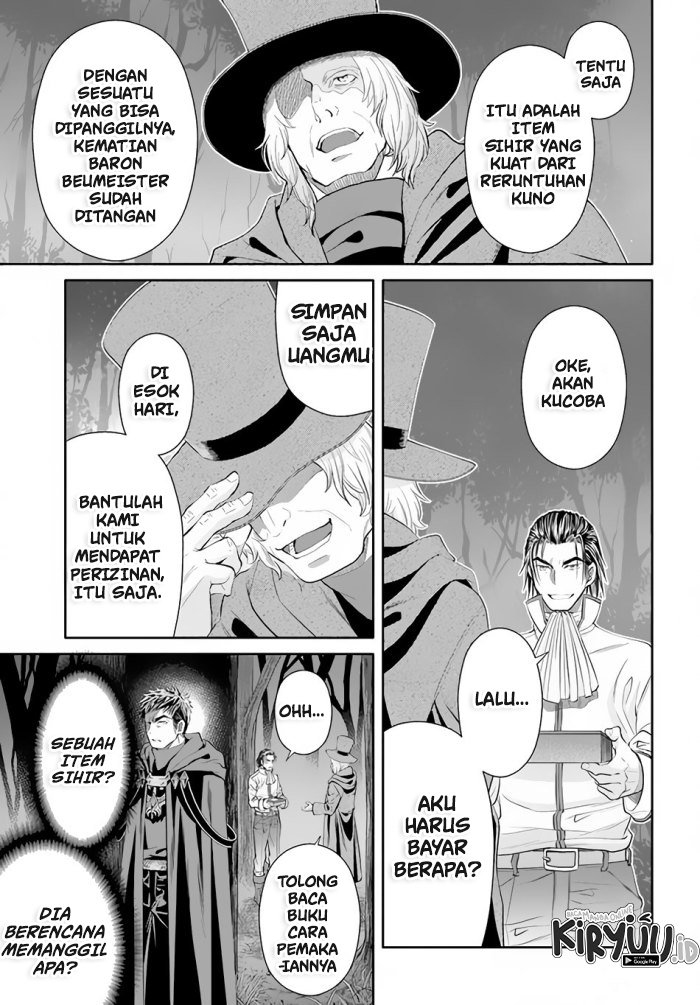 TENTU
SAJA
ITU ADALAH
ITEM
SIHIR YANG
KUAT DARI
RERUNTUHAN
KUNO
DENGAN
SESUATU
YANG BISA
DIPANGGILNYA,
KEMATIAN
BARON
BEUMEISTER
SUDAH
DITANGAN
OKE,
AKAN
KUCOBA
LALU...
AKU
HARUS
BAYAR
BERAPA?
SIMPAN
SAJA
UANGMU
DI
ESOK
HARI,
BANTULAH
KAMI
UNTUK
MENDAPAT
PERIZINAN,
ITU SAJA.
OHH...
TOLONG
BACA
BUKU
CARA
PEMAKA
-IANNYA
SEBUAH
ITEM
SIHIR?
DIA
BERENCANA
MEMANGGIL
APA?
KIRYUU.ID
Google Play